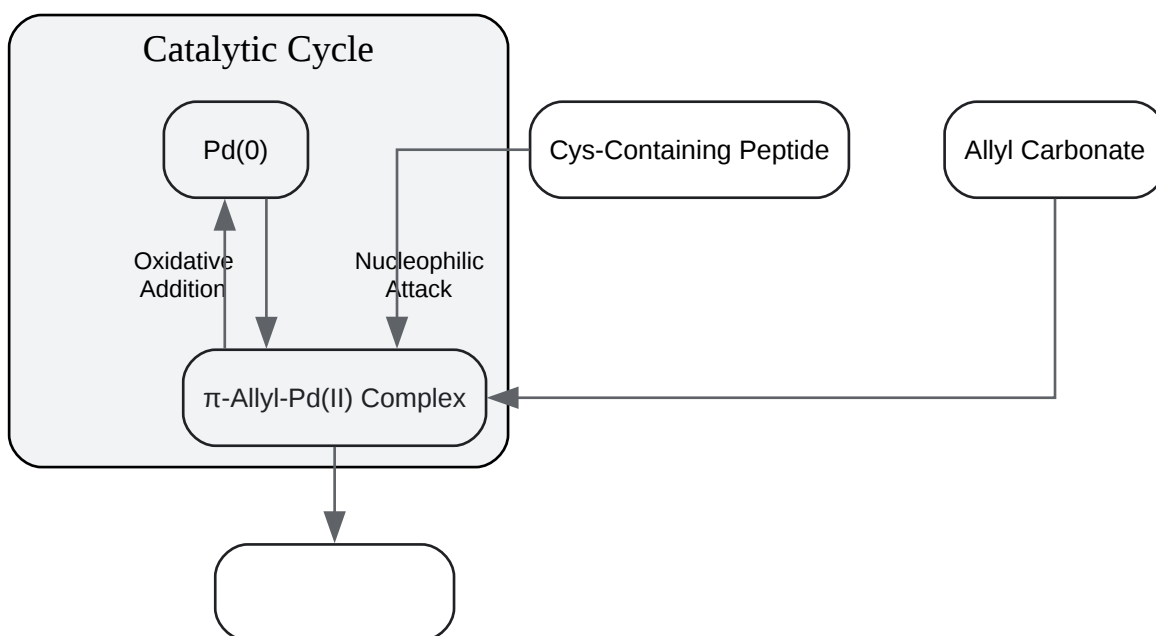 Catalytic Cycle
Pd(0)
Cys-Containing Peptide
Allyl Carbonate
Oxidative
Addition
Nucleophilic
Attack
π-Allyl-Pd(II) Complex